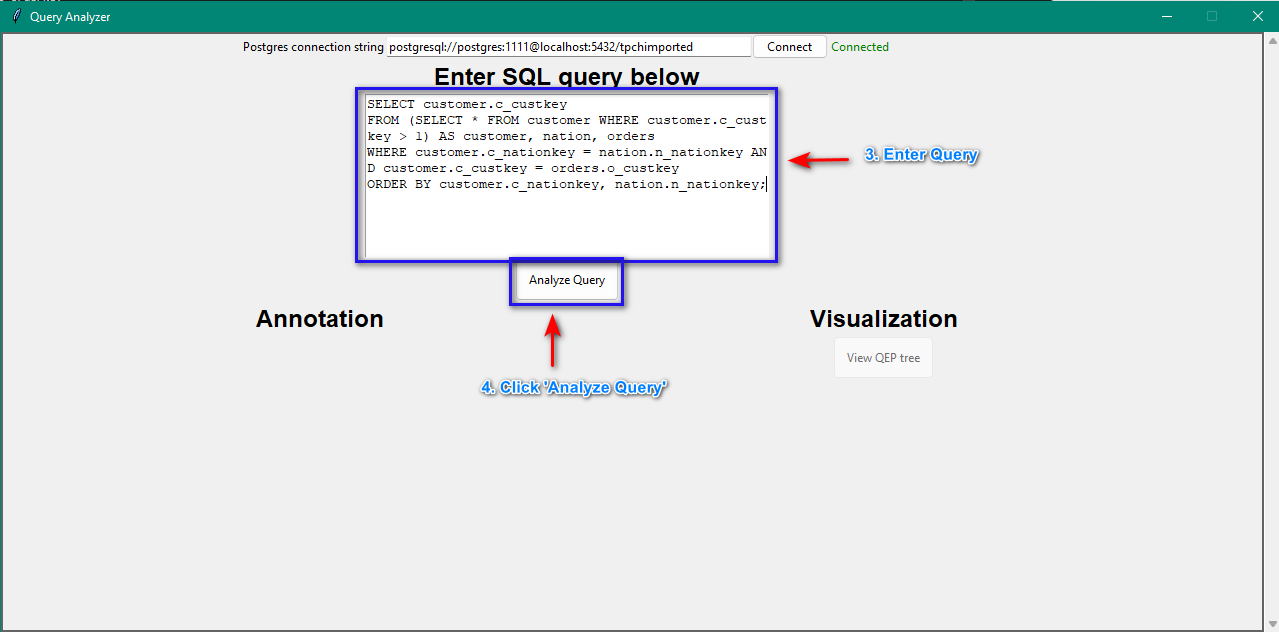 Query Analyzer
Postgres connection string postgresql://postgres:1111@localhost:5432/tpchimported Connect Connected
Enter SQL query below
SELECT customer.c_custkey
FROM (SELECT * FROM customer WHERE customer.c_cust
key > 1) AS customer, nation, orders
WHERE customer.c_nationkey = nation.n_nationkey AN
D customer.c_custkey = orders.o_custkey
ORDER BY customer.c_nationkey, nation.n_nationkey;
3. Enter Query
Analyze Query
Annotation
Visualization
View QEP tree
4. Click 'Analyze Query'